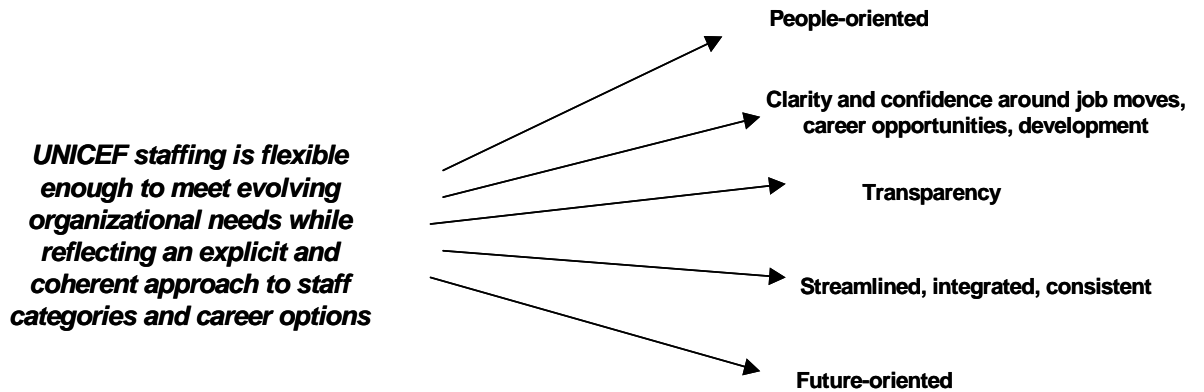 People-oriented
Clarity and confidence around job moves,
career opportunities, development
UNICEF staffing is flexible
enough to meet evolving
organizational needs while
reflecting an explicit and
coherent approach to staff
categories and career options
Transparency
Streamlined, integrated, consistent
Future-oriented